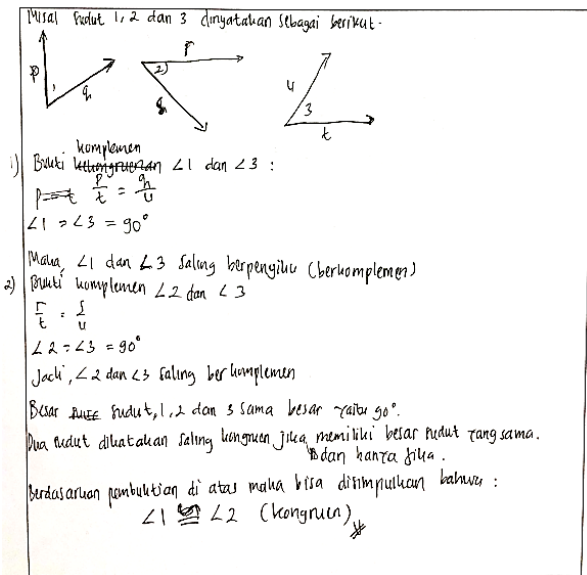 Misal sudut 1, 2 dan 3 dinyatakan sebagai berikut.
p 1 q
r 2) s
u 3 t
1) Bukti komplemen ∠1 dan ∠3 :
p/t = q/u
∠1 = ∠3 = 90°
Maka, ∠1 dan ∠3 saling berpenyiku (berkomplemen)
2) Bukti komplemen ∠2 dan ∠3
r/t = s/u
∠2 = ∠3 = 90°
Jadi, ∠2 dan ∠3 saling berkomplemen
Besar sudut, 1, 2 dan 3 sama besar yaitu 90°.
Dua sudut dikatakan saling kongruen jika memiliki besar sudut yang sama.
dan hanya jika.
Berdasarkan pembuktian di atas maka bisa disimpulkan bahwa :
∠1 ≅ ∠2 (kongruen)